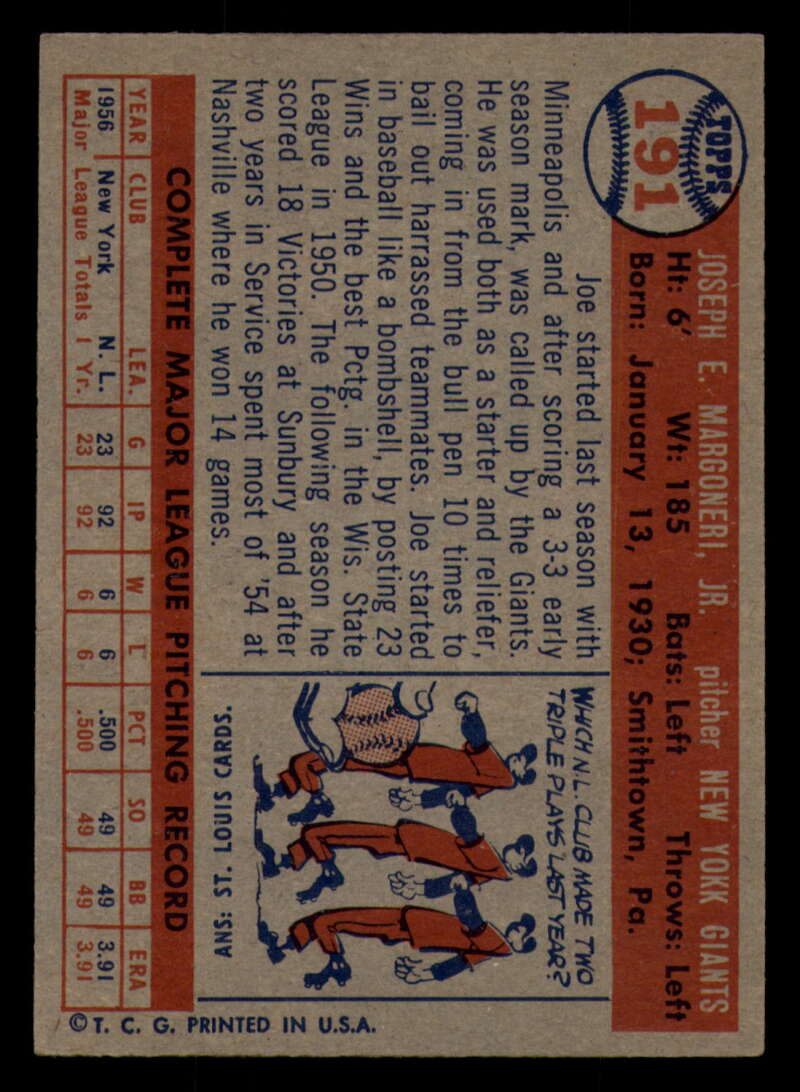 TOPPS
191
JOSEPH E. MARGONERI, JR. pitcher NEW YORK GIANTS
Ht: 6' Wt: 185 Bats: Left Throws: Left
Born: January 13, 1930; Smithtown, Pa.
Joe started last season with
Minneapolis and after scoring a 3-3 early
season mark, was called up by the Giants.
He was used both as a starter and reliefer,
coming in from the bull pen 10 times to
bail out harrassed teammates. Joe started
in baseball like a bombshell, by posting 23
Wins and the best Pctg. in the Wis. State
League in 1950. The following season he
scored 18 Victories at Sunbury and after
two years in Service spent most of '54 at
Nashville where he won 14 games.
WHICH N.L. CLUB MADE TWO
TRIPLE PLAYS LAST YEAR?
ANS: ST. LOUIS CARDS.
COMPLETE MAJOR LEAGUE PITCHING RECORD
YEAR CLUB LEA. G IP W L PCT SO BB ERA
1956 New York N. L. 23 92 6 6 .500 49 49 3.91
Major League Totals 1 Yr. 23 92 6 6 .500 49 49 3.91
© T. C. G. PRINTED IN U.S.A.